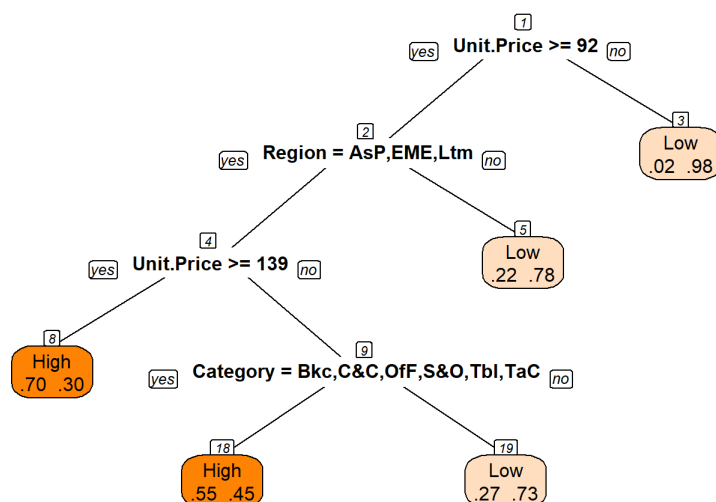 1
yes Unit.Price >= 92 no
2
yes Region = AsP,EME,Ltm no
3
Low
.02 .98
4
yes Unit.Price >= 139 no
5
Low
.22 .78
8
High
.70 .30
9
yes Category = Bkc,C&C,OfF,S&O,Tbl,TaC no
18
High
.55 .45
19
Low
.27 .73